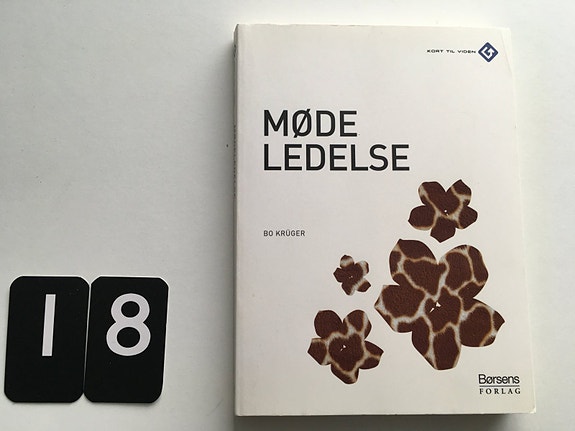 KORT TIL VIDEN
MØDE
LEDELSE
BO KRÜGER
18
Børsens
FORLAG